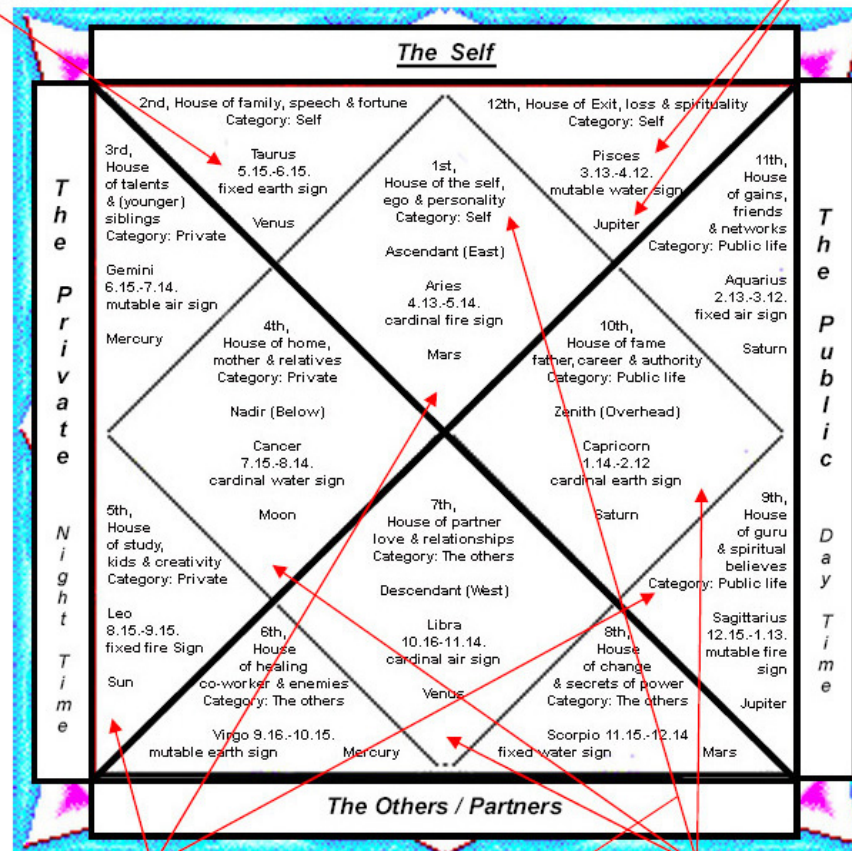 The Self
2nd, House of family, speech & fortune
Category: Self
Taurus
5.15.-6.15.
fixed earth sign
Venus
12th, House of Exit, loss & spirituality
Category: Self
Pisces
3.13.-4.12.
mutable water sign
Jupiter
3rd,
House
of talents
& (younger)
siblings
Category: Private
Gemini
6.15.-7.14.
mutable air sign
Mercury
1st,
House of the self,
ego & personality
Category: Self
Ascendant (East)
Aries
4.13.-5.14.
cardinal fire sign
Mars
11th,
House
of gains,
friends
& networks
Category: Public life
Aquarius
2.13.-3.12.
fixed air sign
Saturn
The Private
Night Time
The Public
Day Time
4th,
House of home,
mother & relatives
Category: Private
Nadir (Below)
Cancer
7.15.-8.14.
cardinal water sign
Moon
10th,
House of fame
father, career & authority
Category: Public life
Zenith (Overhead)
Capricorn
1.14.-2.12
cardinal earth sign
Saturn
5th,
House
of study,
kids & creativity
Category: Private
Leo
8.15.-9.15.
fixed fire Sign
Sun
7th,
House of partner
love & relationships
Category: The others
Descendant (West)
Libra
10.16-11.14.
cardinal air sign
Venus
9th,
House
of guru
& spiritual
believes
Category: Public life
Sagittarius
12.15.-1.13.
mutable fire
sign
Jupiter
6th,
House
of healing
co-worker & enemies
Category: The others
Virgo 9.16.-10.15.
mutable earth sign
Mercury
8th,
House
of change
& secrets of power
Category: The others
Scorpio 11.15.-12.14
fixed water sign
Mars
The Others / Partners